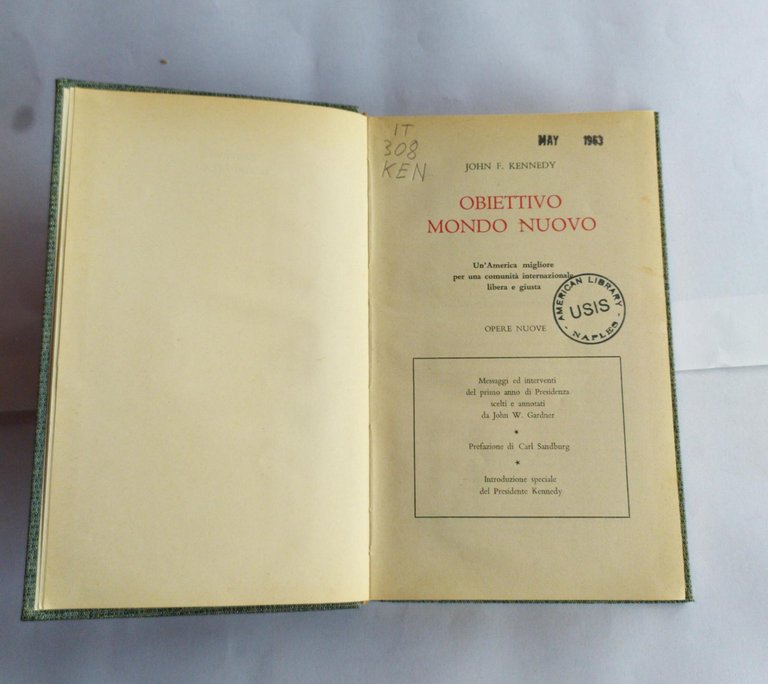 IT
308
KEN
MAY 1963
JOHN F. KENNEDY
OBIETTIVO
MONDO NUOVO
Un'America migliore
per una comunità internazionale
libera e giusta
AMERICAN LIBRARY
USIS
- NAPLES -
OPERE NUOVE
Messaggi ed interventi
del primo anno di Presidenza
scelti e annotati
da John W. Gardner
*
Prefazione di Carl Sandburg
*
Introduzione speciale
del Presidente Kennedy